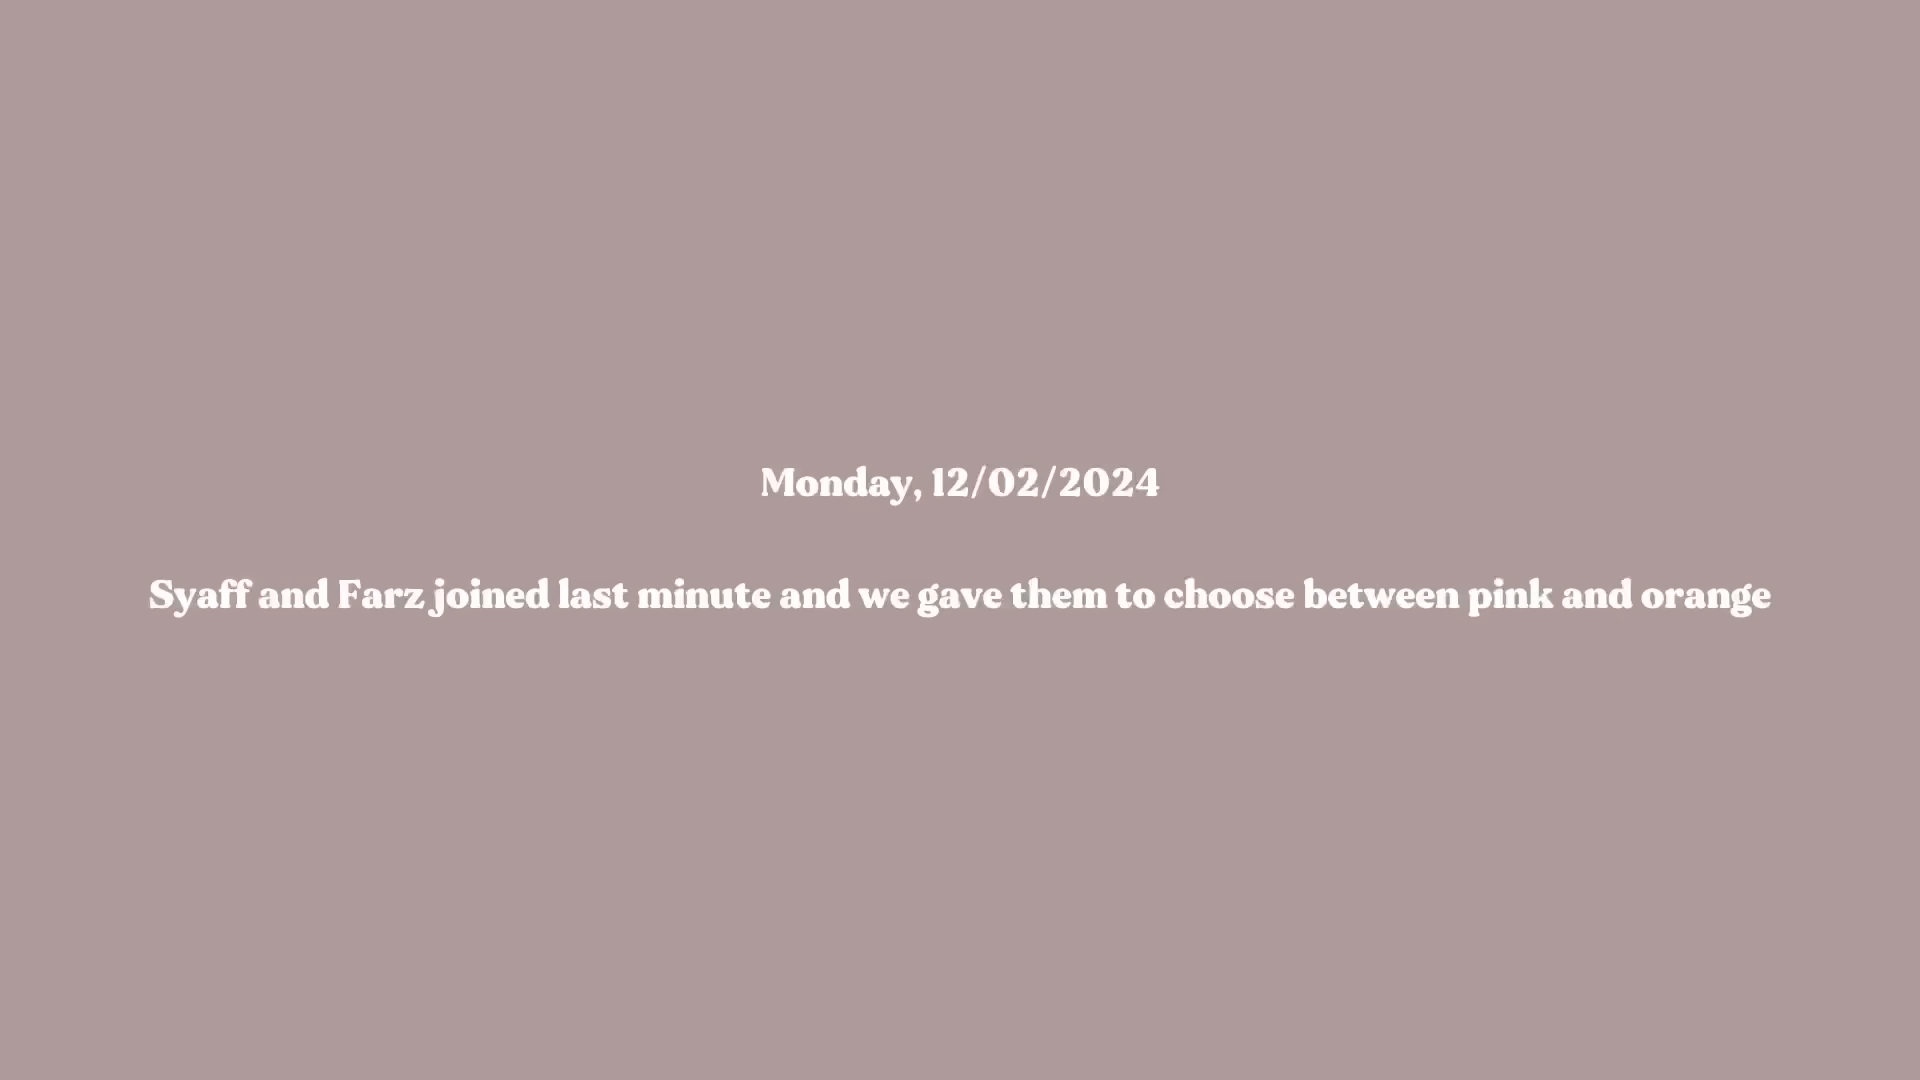 Monday, 12/02/2024
Syaff and Farz joined last minute and we gave them to choose between pink and orange